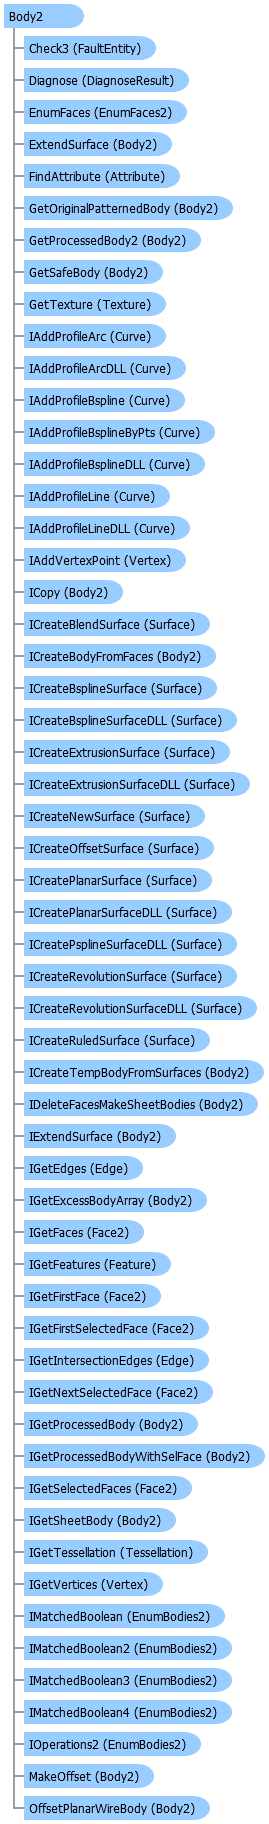 Body2
Check3 (FaultEntity)
Diagnose (DiagnoseResult)
EnumFaces (EnumFaces2)
ExtendSurface (Body2)
FindAttribute (Attribute)
GetOriginalPatternedBody (Body2)
GetProcessedBody2 (Body2)
GetSafeBody (Body2)
GetTexture (Texture)
IAddProfileArc (Curve)
IAddProfileArcDLL (Curve)
IAddProfileBspline (Curve)
IAddProfileBsplineByPts (Curve)
IAddProfileBsplineDLL (Curve)
IAddProfileLine (Curve)
IAddProfileLineDLL (Curve)
IAddVertexPoint (Vertex)
ICopy (Body2)
ICreateBlendSurface (Surface)
ICreateBodyFromFaces (Body2)
ICreateBsplineSurface (Surface)
ICreateBsplineSurfaceDLL (Surface)
ICreateExtrusionSurface (Surface)
ICreateExtrusionSurfaceDLL (Surface)
ICreateNewSurface (Surface)
ICreateOffsetSurface (Surface)
ICreatePlanarSurface (Surface)
ICreatePlanarSurfaceDLL (Surface)
ICreatePsplineSurfaceDLL (Surface)
ICreateRevolutionSurface (Surface)
ICreateRevolutionSurfaceDLL (Surface)
ICreateRuledSurface (Surface)
ICreateTempBodyFromSurfaces (Body2)
IDeleteFacesMakeSheetBodies (Body2)
IExtendSurface (Body2)
IGetEdges (Edge)
IGetExcessBodyArray (Body2)
IGetFaces (Face2)
IGetFeatures (Feature)
IGetFirstFace (Face2)
IGetFirstSelectedFace (Face2)
IGetIntersectionEdges (Edge)
IGetNextSelectedFace (Face2)
IGetProcessedBody (Body2)
IGetProcessedBodyWithSelFace (Body2)
IGetSelectedFaces (Face2)
IGetSheetBody (Body2)
IGetTessellation (Tessellation)
IGetVertices (Vertex)
IMatchedBoolean (EnumBodies2)
IMatchedBoolean2 (EnumBodies2)
IMatchedBoolean3 (EnumBodies2)
IMatchedBoolean4 (EnumBodies2)
IOperations2 (EnumBodies2)
MakeOffset (Body2)
OffsetPlanarWireBody (Body2)